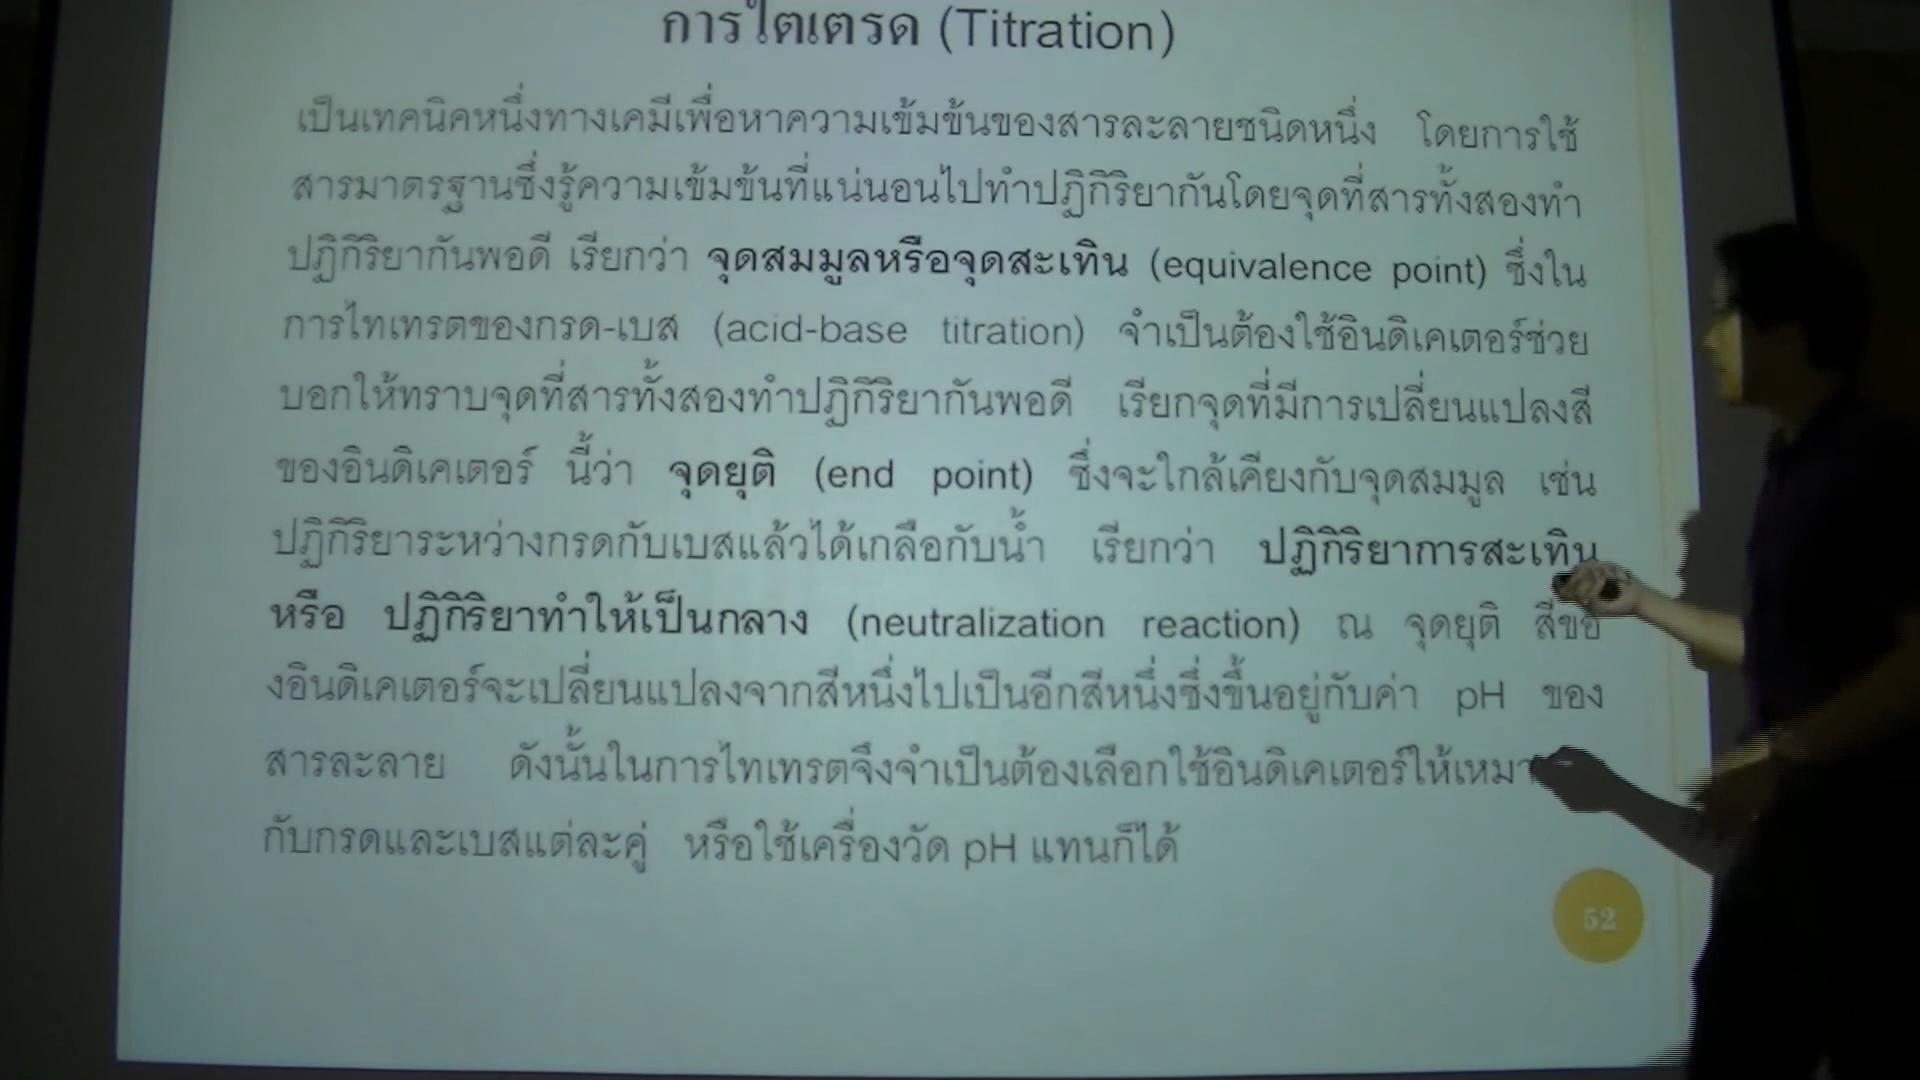 การไตเตรด (Titration)
เป็นเทคนิคหนึ่งทางเคมีเพื่อหาความเข้มข้นของสารละลายชนิดหนึ่ง โดยการใช้
สารมาตรฐานซึ่งรู้ความเข้มข้นที่แน่นอนไปทำปฏิกิริยากันโดยจุดที่สารทั้งสองทำ
ปฏิกิริยากันพอดี เรียกว่า จุดสมมูลหรือจุดสะเทิน (equivalence point) ซึ่งใน
การไทเทรตของกรด-เบส (acid-base titration) จำเป็นต้องใช้อินดิเคเตอร์ช่วย
บอกให้ทราบจุดที่สารทั้งสองทำปฏิกิริยากันพอดี เรียกจุดที่มีการเปลี่ยนแปลงสี
ของอินดิเคเตอร์ นี้ว่า จุดยุติ (end point) ซึ่งจะใกล้เคียงกับจุดสมมูล เช่น
ปฏิกิริยาระหว่างกรดกับเบสแล้วได้เกลือกับน้ำ เรียกว่า ปฏิกิริยาการสะเทิน
หรือ ปฏิกิริยาทำให้เป็นกลาง (neutralization reaction) ณ จุดยุติ สีขอ
งอินดิเคเตอร์จะเปลี่ยนแปลงจากสีหนึ่งไปเป็นอีกสีหนึ่งซึ่งขึ้นอยู่กับค่า pH ของ
สารละลาย ดังนั้นในการไทเทรตจึงจำเป็นต้องเลือกใช้อินดิเคเตอร์ให้
กับกรดและเบสแต่ละคู่ หรือใช้เครื่องวัด pH แทนก็ได้
52